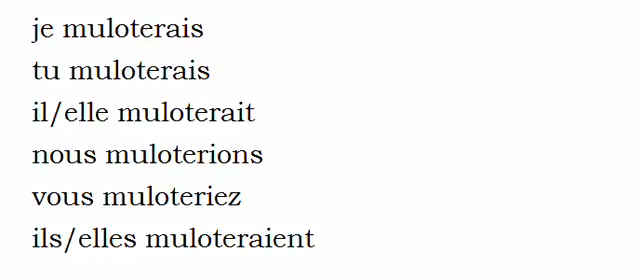 je muloterais
tu muloterais
il/elle muloterait
nous muloterions
vous muloteriez
ils/elles muloteraient